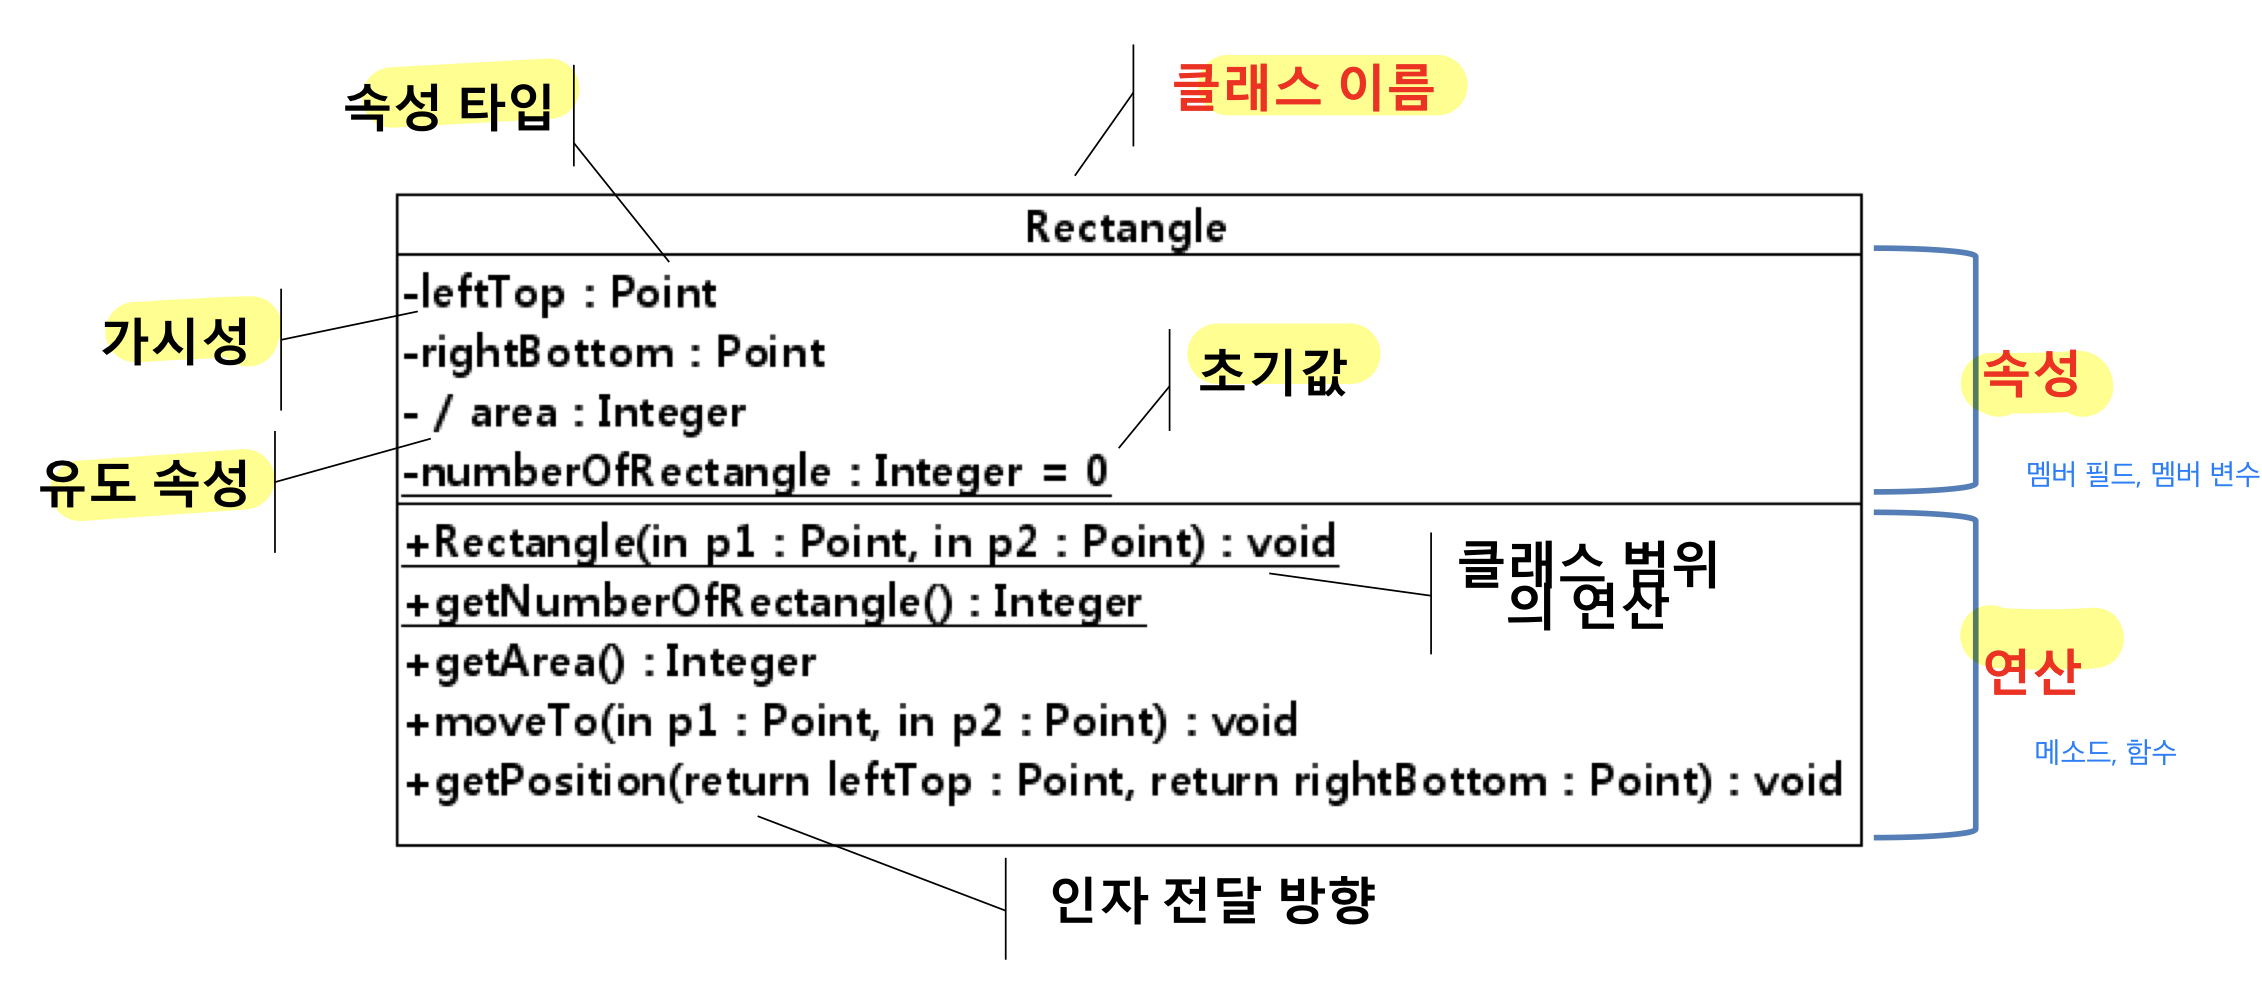 속성 타입
클래스 이름
Rectangle
-leftTop : Point
-rightBottom : Point
- / area : Integer
-numberOfRectangle : Integer = 0
+Rectangle(in p1 : Point, in p2 : Point) : void
+getNumberOfRectangle() : Integer
+getArea() : Integer
+moveTo(in p1 : Point, in p2 : Point) : void
+getPosition(return leftTop : Point, return rightBottom : Point) : void
가시성
유도 속성
초기값
클래스 범위
의 연산
인자 전달 방향
속성
멤버 필드, 멤버 변수
연산
메소드, 함수